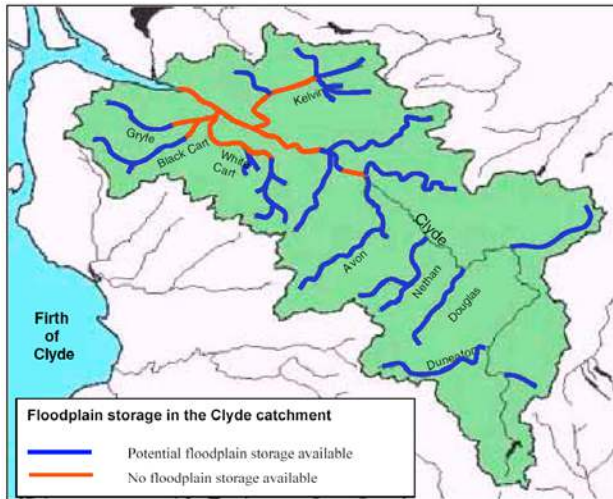 Kelvin
Gryfe
Black Cart
White
Cart
Clyde
Avon
Nethan
Douglas
Duneaton
Firth
of
Clyde
Floodplain storage in the Clyde catchment
Potential floodplain storage available
No floodplain storage available